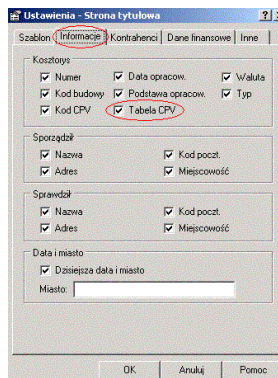 Ustawienia - Strona tytułowa
Szablon Informacje Kontrahenci Dane finansowe Inne
Kosztorys
Numer Data opracow. Waluta
Kod budowy Podstawa opracow. Typ
Kod CPV Tabela CPV
Sporządził
Nazwa Kod poczt.
Adres Miejscowość
Sprawdził
Nazwa Kod poczt.
Adres Miejscowość
Data i miasto
Dzisiejsza data i miasto
Miasto:
OK Anuluj Pomoc